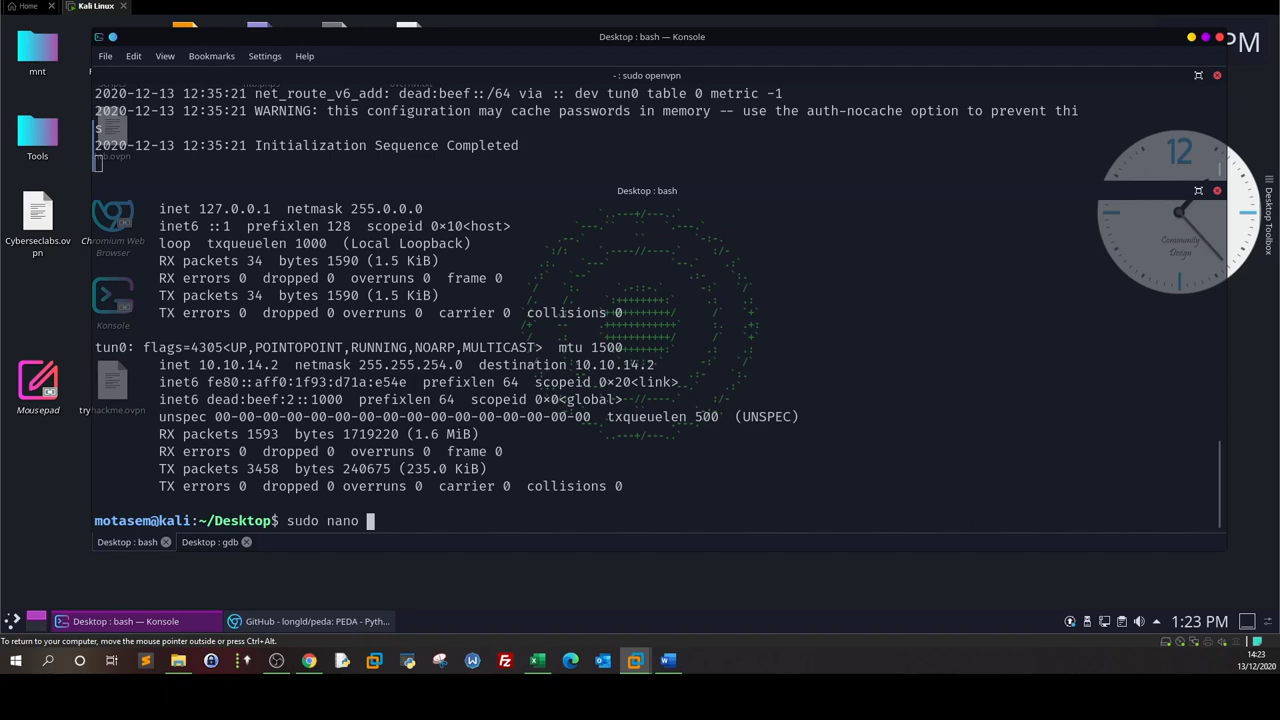 Home
Kali Linux
PM
Desktop : bash — Konsole
File Edit View Bookmarks Settings Help
- : sudo openvpn
2020-12-13 12:35:21 net_route_v6_add: dead:beef::/64 via :: dev tun0 table 0 metric -1
2020-12-13 12:35:21 WARNING: this configuration may cache passwords in memory -- use the auth-nocache option to prevent thi
s
2020-12-13 12:35:21 Initialization Sequence Completed
Desktop : bash
inet 127.0.0.1 netmask 255.0.0.0
inet6 ::1 prefixlen 128 scopeid 0×10<host>
loop txqueuelen 1000 (Local Loopback)
RX packets 34 bytes 1590 (1.5 KiB)
RX errors 0 dropped 0 overruns 0 frame 0
TX packets 34 bytes 1590 (1.5 KiB)
TX errors 0 dropped 0 overruns 0 carrier 0 collisions 0
tun0: flags=4305<UP,POINTOPOINT,RUNNING,NOARP,MULTICAST> mtu 1500
inet 10.10.14.2 netmask 255.255.254.0 destination 10.10.14.2
inet6 fe80::aff0:1f93:d71a:e54e prefixlen 64 scopeid 0×20<link>
inet6 dead:beef:2::1000 prefixlen 64 scopeid 0×0<global>
unspec 00-00-00-00-00-00-00-00-00-00-00-00-00-00-00-00 txqueuelen 500 (UNSPEC)
RX packets 1593 bytes 1719220 (1.6 MiB)
RX errors 0 dropped 0 overruns 0 frame 0
TX packets 3458 bytes 240675 (235.0 KiB)
TX errors 0 dropped 0 overruns 0 carrier 0 collisions 0
motasem@kali:~/Desktop$ sudo nano
Desktop : bash
Desktop : gdb
mnt
Tools
Cyberseclabs.ov
pn
Mousepad
Chromium Web
Browser
Konsole
tryhackme.ovpn
12
Community
Design
Desktop Toolbox
Desktop : bash — Konsole
GitHub - longld/peda: PEDA - Pyth...
1:23 PM
To return to your computer, move the mouse pointer outside or press Ctrl+Alt.
14:23
13/12/2020